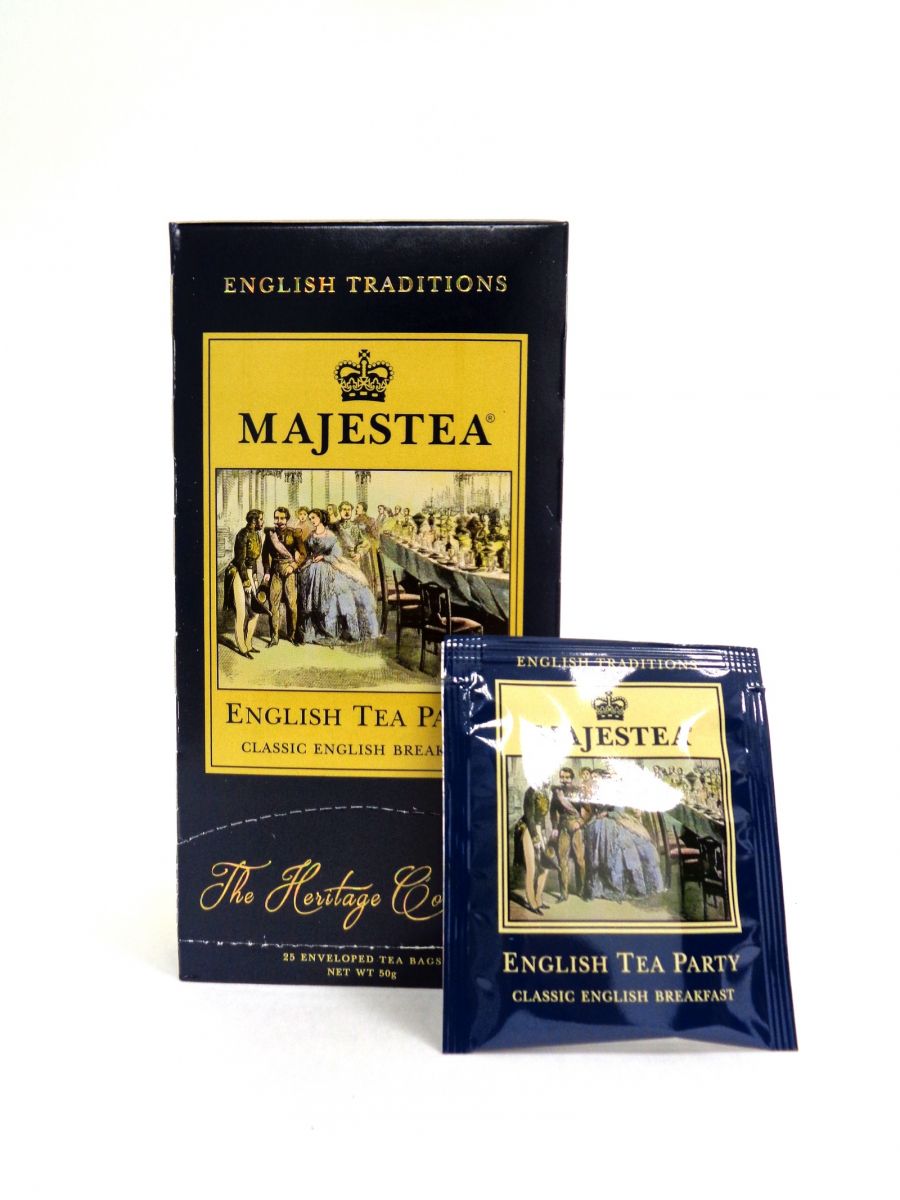 ENGLISH TRADITIONS
MAJESTEA®
ENGLISH TEA PA
CLASSIC ENGLISH BREAK
The Heritage Co
25 ENVELOPED TEA BAGS
NET WT 50g
ENGLISH TRADITIONS
MAJESTEA
ENGLISH TEA PARTY
CLASSIC ENGLISH BREAKFAST